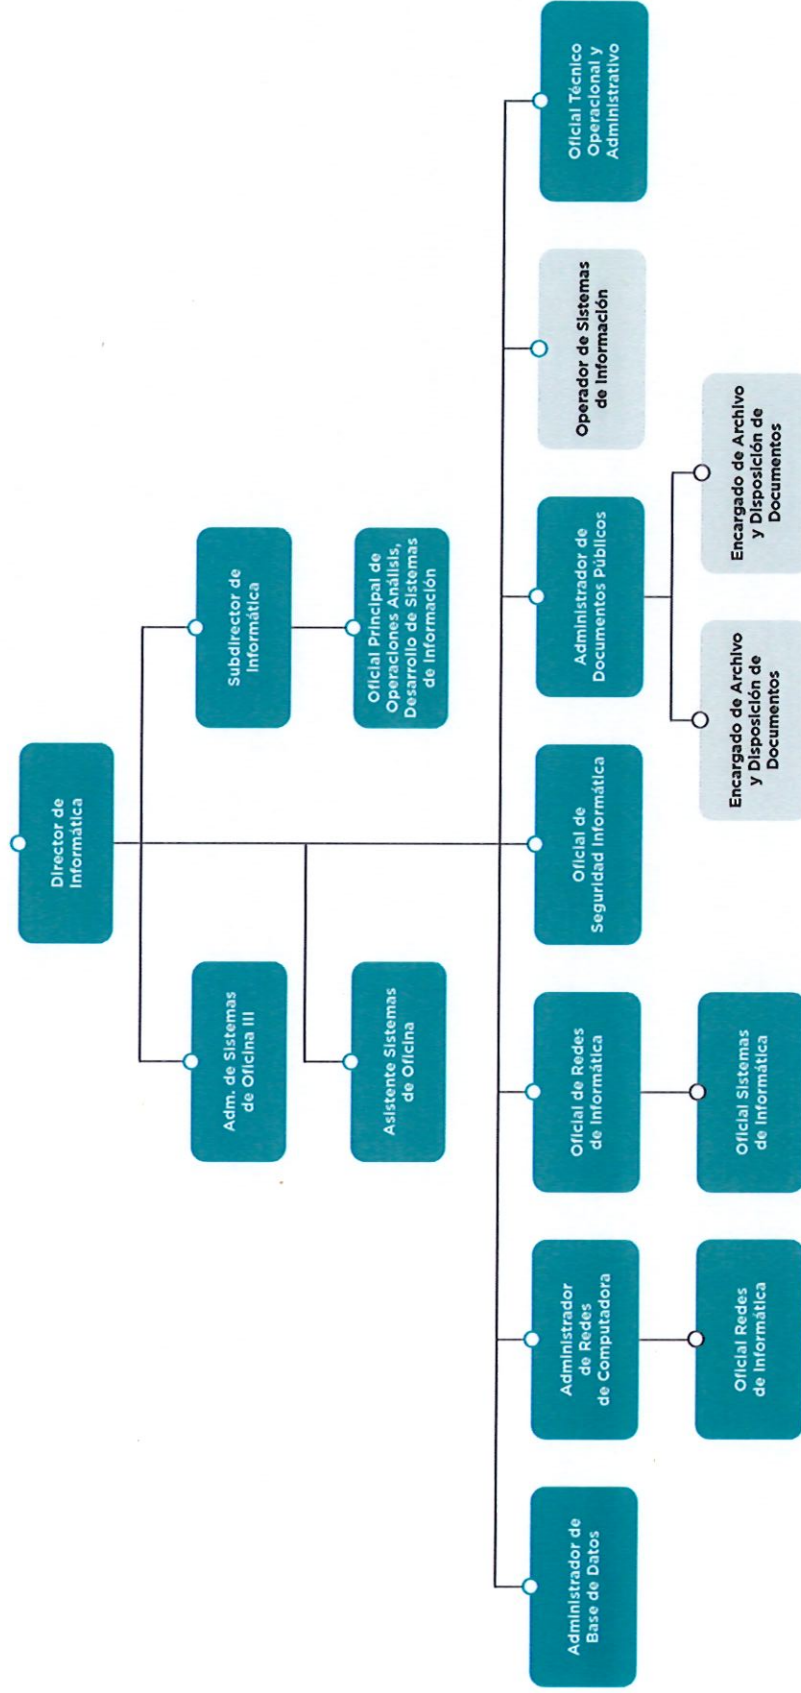 Director de
Informática
Adm. de Sistemas
de Oficina III
Subdirector de
Informática
Asistente Sistemas
de Oficina
Oficial Principal de
Operaciones Análisis,
Desarrollo de Sistemas
de Información
Administrador de
Base de Datos
Administrador
de Redes
de Computadora
Oficial de Redes
de Informática
Oficial de
Seguridad Informática
Administrador de
Documentos Públicos
Operador de Sistemas
de Información
Oficial Técnico
Operacional y
Administrativo
Oficial Redes
de Informática
Oficial Sistemas
de Informática
Encargado de Archivo
y Disposición de
Documentos
Encargado de Archivo
y Disposición de
Documentos